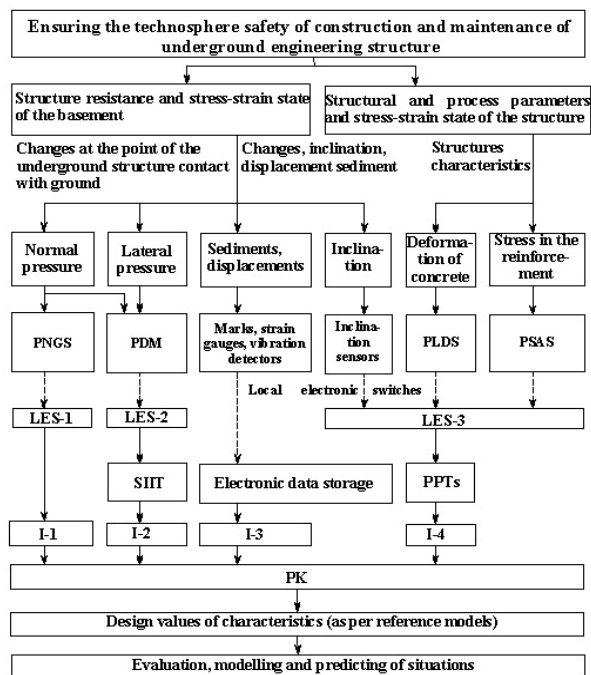 Ensuring the technosphere safety of construction and maintenance of
underground engineering structure
Structure resistance and stress-strain state
of the basement
Structural and process parameters
and stress-strain state of the structure
Changes at the point of the
underground structure contact
with ground
Changes, inclination,
displacement sediment
Structures
characteristics
Normal
pressure
Lateral
pressure
Sediments,
displacements
Inclina-
tion
Deforma-
tion of
concrete
Stress in the
reinforce-
ment
PNGS
PDM
Marks, strain
gauges, vibration
detectors
Inclina-
tion
sensors
PLDS
PSAS
Local electronic switches
LES-1
LES-2
LES-3
SIIT
Electronic data storage
PPTs
I-1
I-2
I-3
I-4
PK
Design values of characteristics (as per reference models)
Evaluation, modelling and predicting of situations